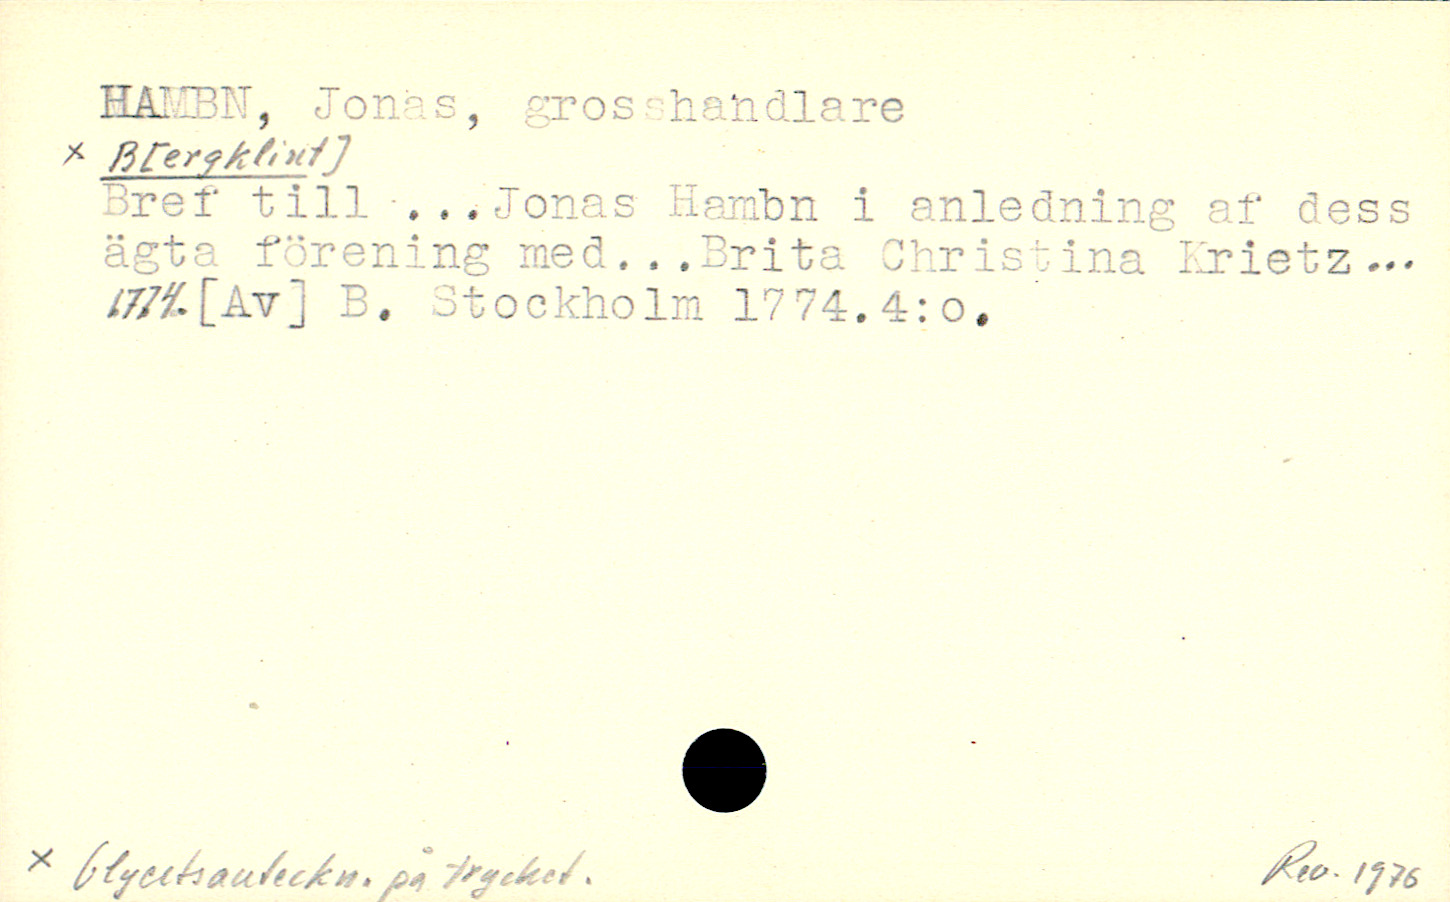 HAMBN, Jonas, grosshandlare
x B[ergklint]
Bref till ...Jonas Hambn i anledning af dess
ägta förening med...Brita Christina Krietz...
1774.[Av] B. Stockholm 1774.4:o.
x blyertsanteckn. på trycket.
Rev. 1976